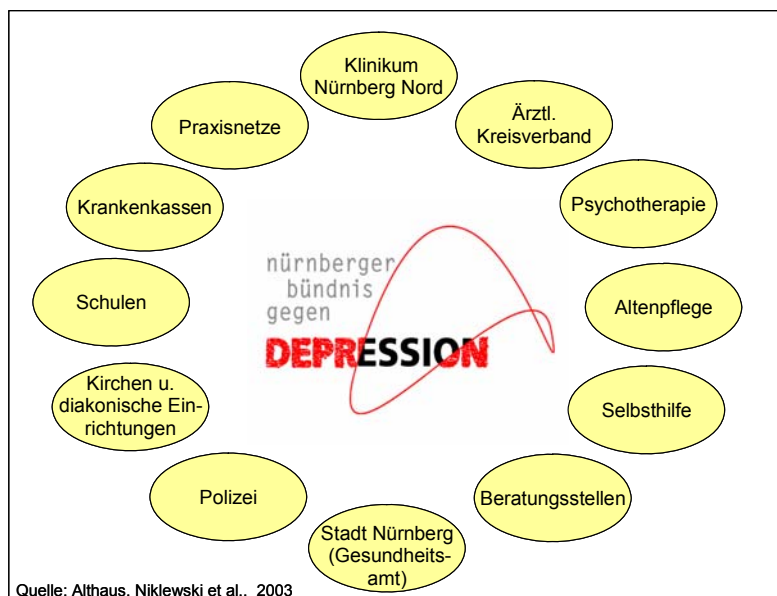 Klinikum
Nürnberg Nord
Ärztl.
Kreisverband
Psychotherapie
Altenpflege
Selbsthilfe
Beratungsstellen
Stadt Nürnberg
(Gesundheits-
amt)
Polizei
Kirchen u.
diakonische Ein-
richtungen
Schulen
Krankenkassen
Praxisnetze
nürnberger
bündnis
gegen
DEPRESSION
Quelle: Althaus, Niklewski et al., 2003